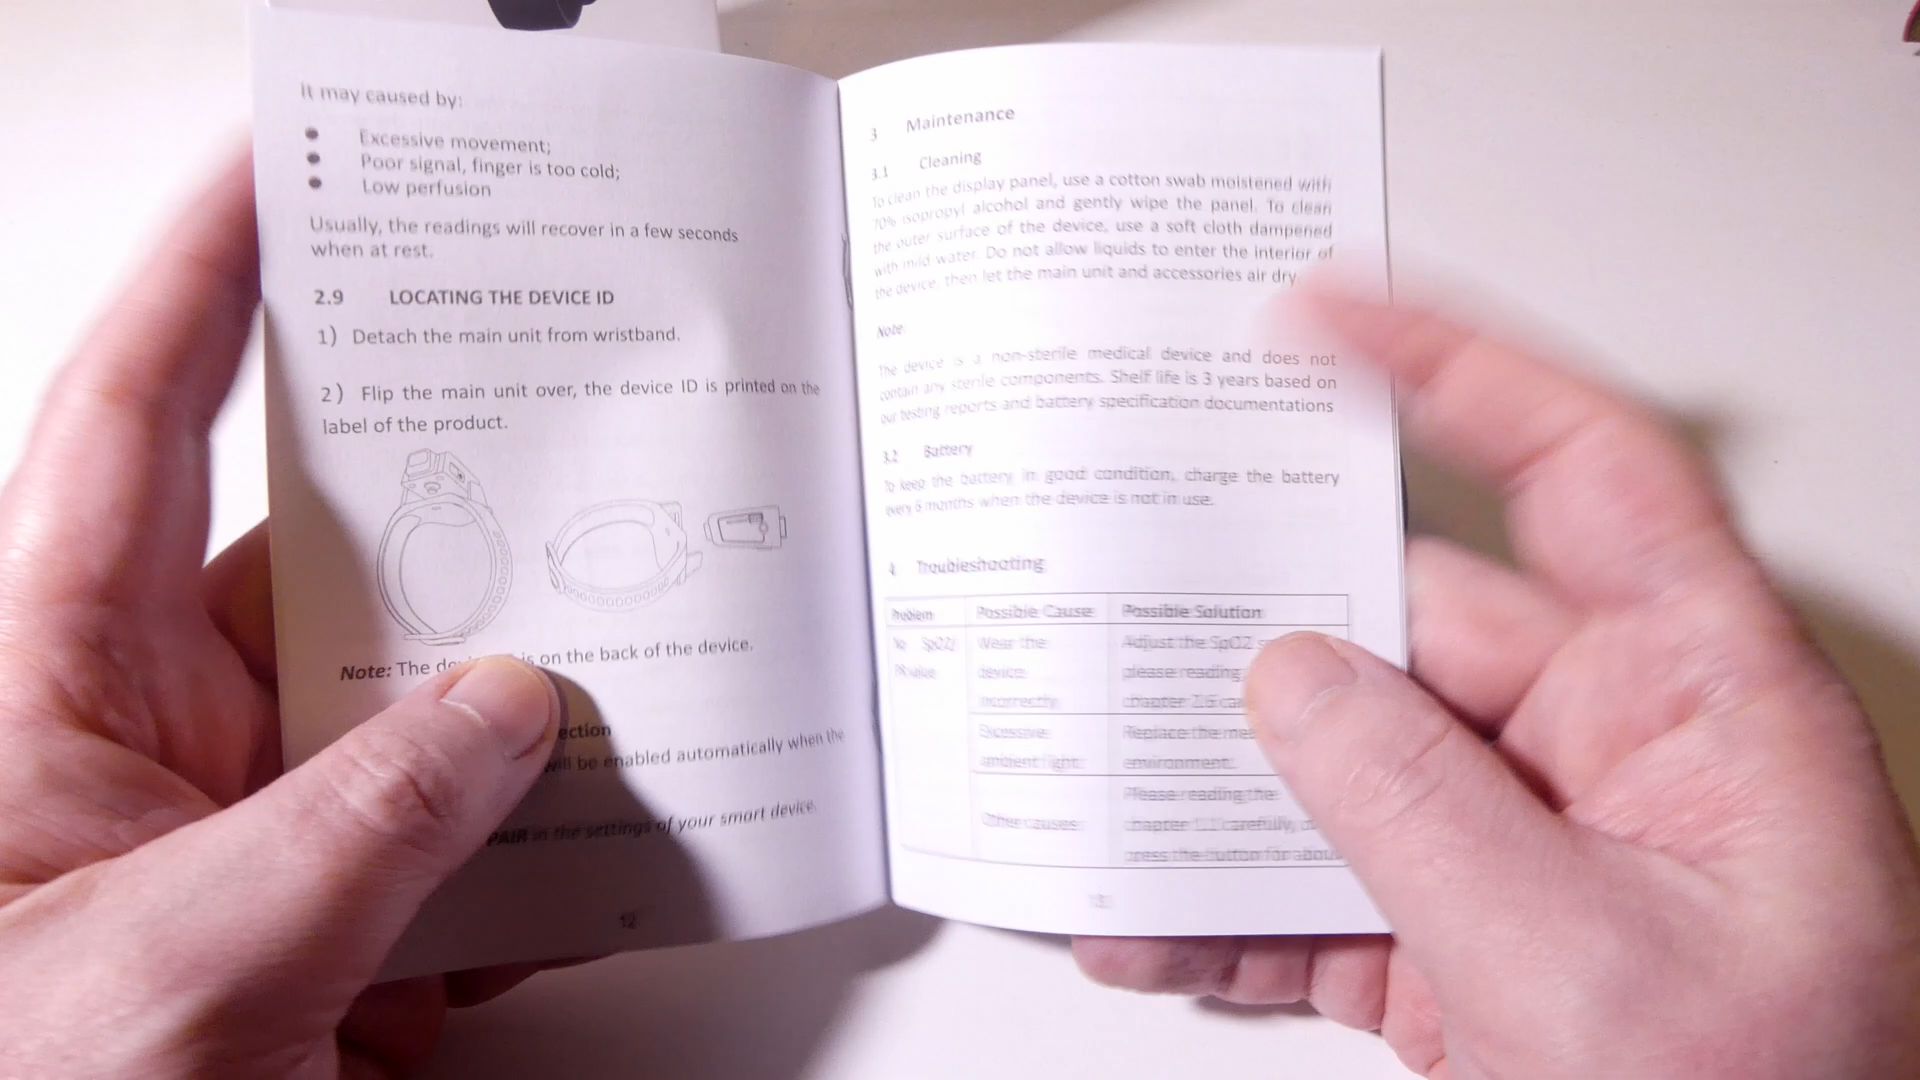 It may caused by:
● Excessive movement;
● Poor signal, finger is too cold;
● Low perfusion
Usually, the readings will recover in a few seconds
when at rest.
2.9 LOCATING THE DEVICE ID
1) Detach the main unit from wristband.
2) Flip the main unit over, the device ID is printed on the
label of the product.
Note: The is on the back of the device.
ection
will be enabled automatically when the
PAIR in the settings of your smart device.
12
3 Maintenance
3.1 Cleaning
To clean the display panel, use a cotton swab moistened with
70% isopropyl alcohol and gently wipe the panel. To clean
the outer surface of the device, use a soft cloth dampened
with mild water. Do not allow liquids to enter the interior of
the device, then let the main unit and accessories air dry.
Note:
The device is a non-sterile medical device and does not
contain any sterile components. Shelf life is 3 years based on
our testing reports and battery specification documentations
3.2 Battery
To keep the battery in good condition, charge the battery
every 6 months when the device is not in use.
4 Troubleshooting
Problem Possible Cause Possible Solution
No SpO2/ Wear the Adjust the SpO2
PR value device please reading
incorrectly chapter
Excessive Replace the
ambient light environment.
Please reading the
Other causes chapter carefully,
press the button for about
13